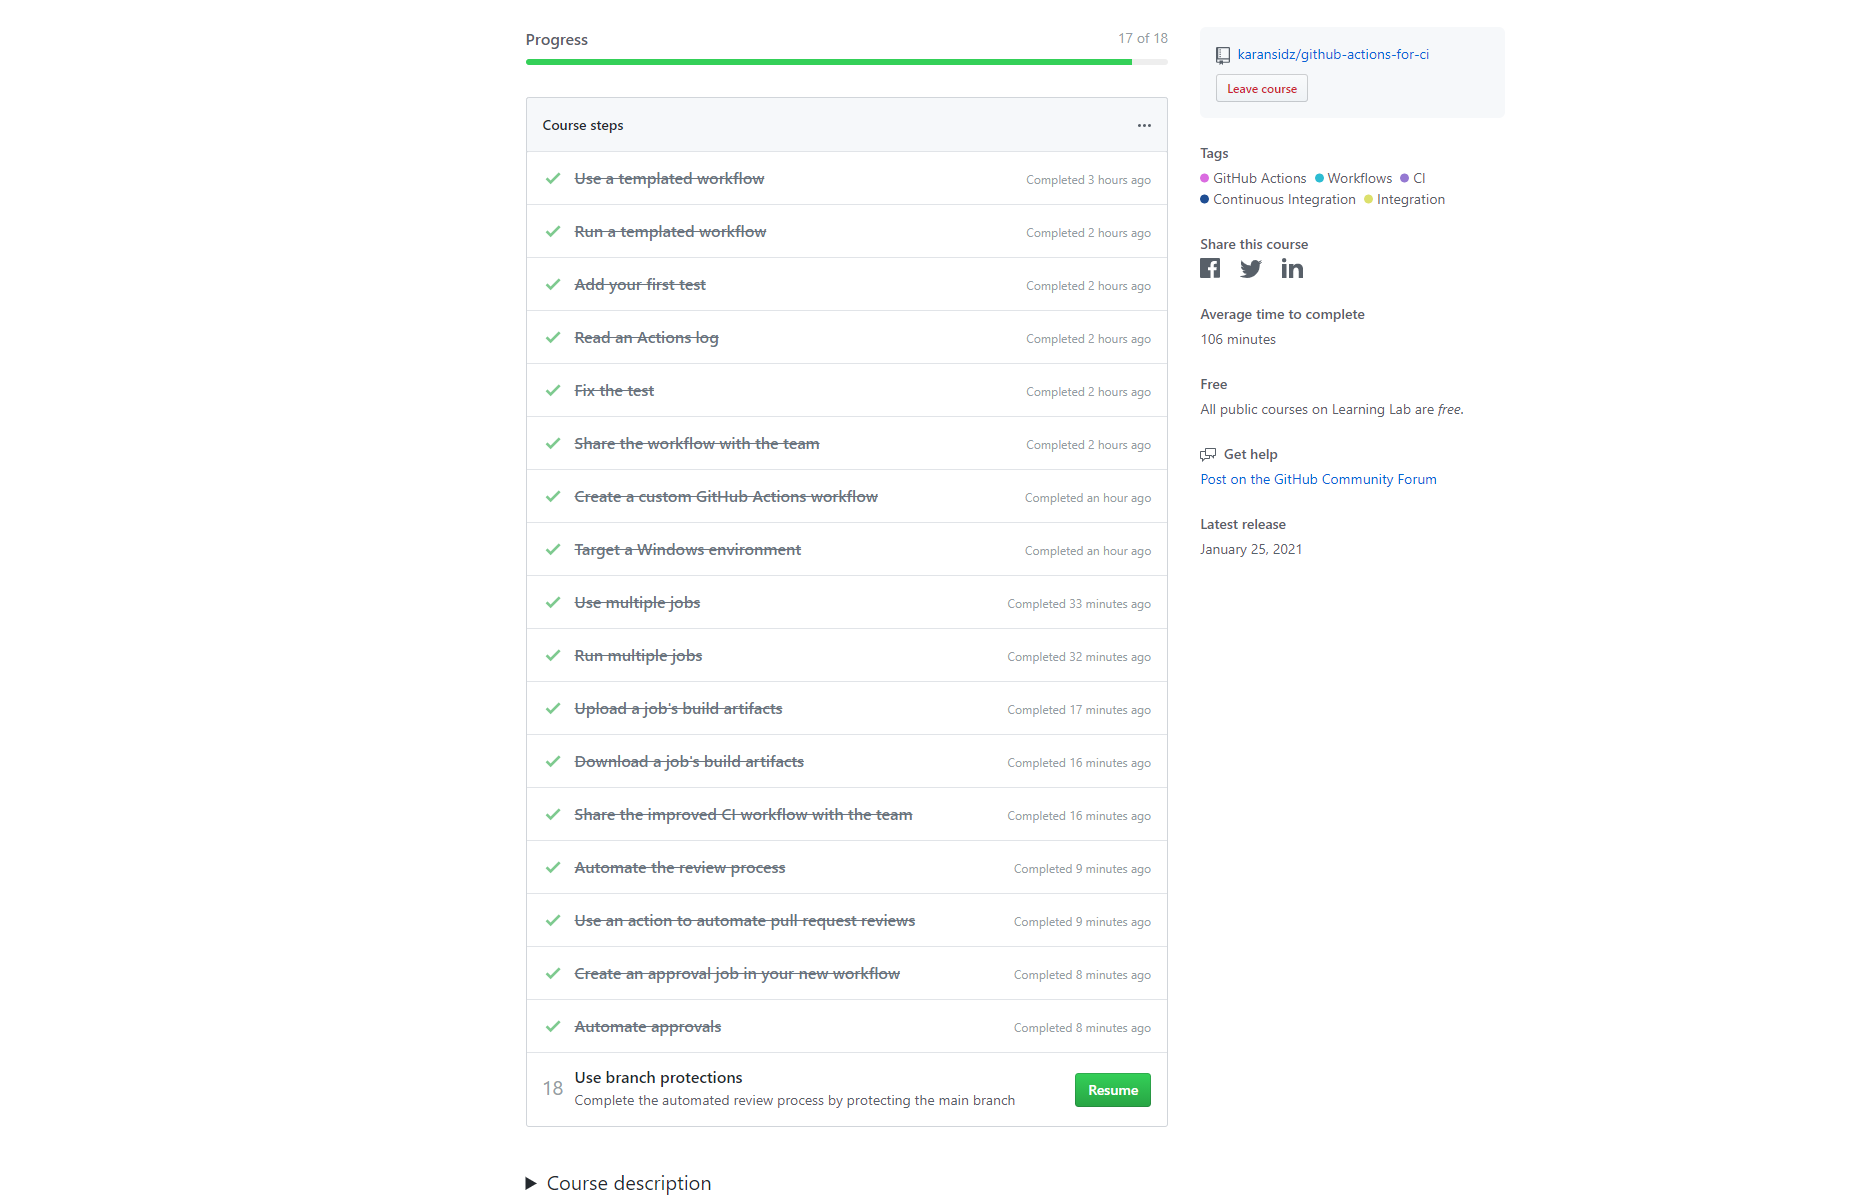 Progress
17 of 18
Course steps
Use a templated workflow
Completed 3 hours ago
Run a templated workflow
Completed 2 hours ago
Add your first test
Completed 2 hours ago
Read an Actions log
Completed 2 hours ago
Fix the test
Completed 2 hours ago
Share the workflow with the team
Completed 2 hours ago
Create a custom GitHub Actions workflow
Completed an hour ago
Target a Windows environment
Completed an hour ago
Use multiple jobs
Completed 33 minutes ago
Run multiple jobs
Completed 32 minutes ago
Upload a job's build artifacts
Completed 17 minutes ago
Download a job's build artifacts
Completed 16 minutes ago
Share the improved CI workflow with the team
Completed 16 minutes ago
Automate the review process
Completed 9 minutes ago
Use an action to automate pull request reviews
Completed 9 minutes ago
Create an approval job in your new workflow
Completed 8 minutes ago
Automate approvals
Completed 8 minutes ago
18
Use branch protections
Complete the automated review process by protecting the main branch
Resume
Course description
karansidz/github-actions-for-ci
Leave course
Tags
GitHub Actions Workflows CI
Continuous Integration Integration
Share this course
Average time to complete
106 minutes
Free
All public courses on Learning Lab are free.
Get help
Post on the GitHub Community Forum
Latest release
January 25, 2021